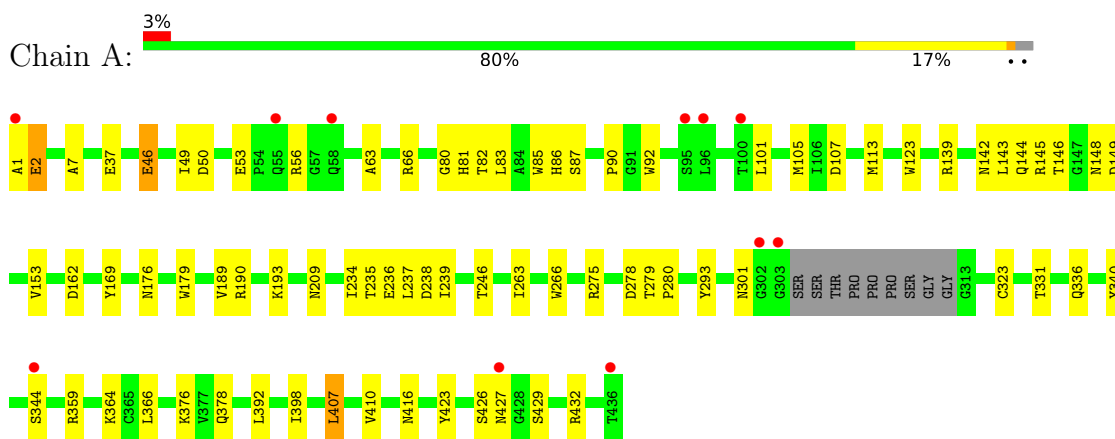 3%
Chain A:
80% 17% • •
A1 E2 A7 E37 E46 I49 D50 E53 P54 Q55 R56 G57 Q58 A63 R66 G80 H81 T82 L83 A84 W85 H86 S87 P90 G91 W92 S95 L96 T100 L101 M105 I106 D107 M113 W123 R139 N142 L143 Q144 R145 T146 G147 N148 D149
V153 D162 Y169 N176 W179 V189 R190 K193 N209 I234 T235 E236 L237 D238 I239 T246 I263 W266 R275 D278 T279 P280 Y293 N301 G302 G303 SER SER THR PRO PRO PRO SER GLY GLY G313 C323 T331 Q336
S344 R359 K364 C365 L366 K376 V377 Q378 L392 I398 L407 V410 N416 Y423 S426 N427 G428 S429 R432 T436